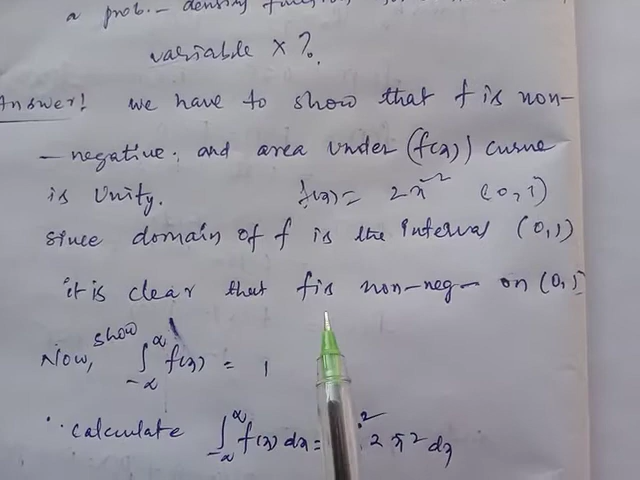 a prob.- density function
variable X ?.
Answer! we have to show that f is non-
- negative. and area under (f(x)) curve
is Unity. f(x) = 2x^-2 (0,1)
since domain of f is the interval (0,1)
it is clear that f is non-neg- on (0,1)
Now, show ∫_-∝^∝ f(x) = 1
∵ calculate ∫_-∝^∝ f(x) dx = 2 x^2 dx